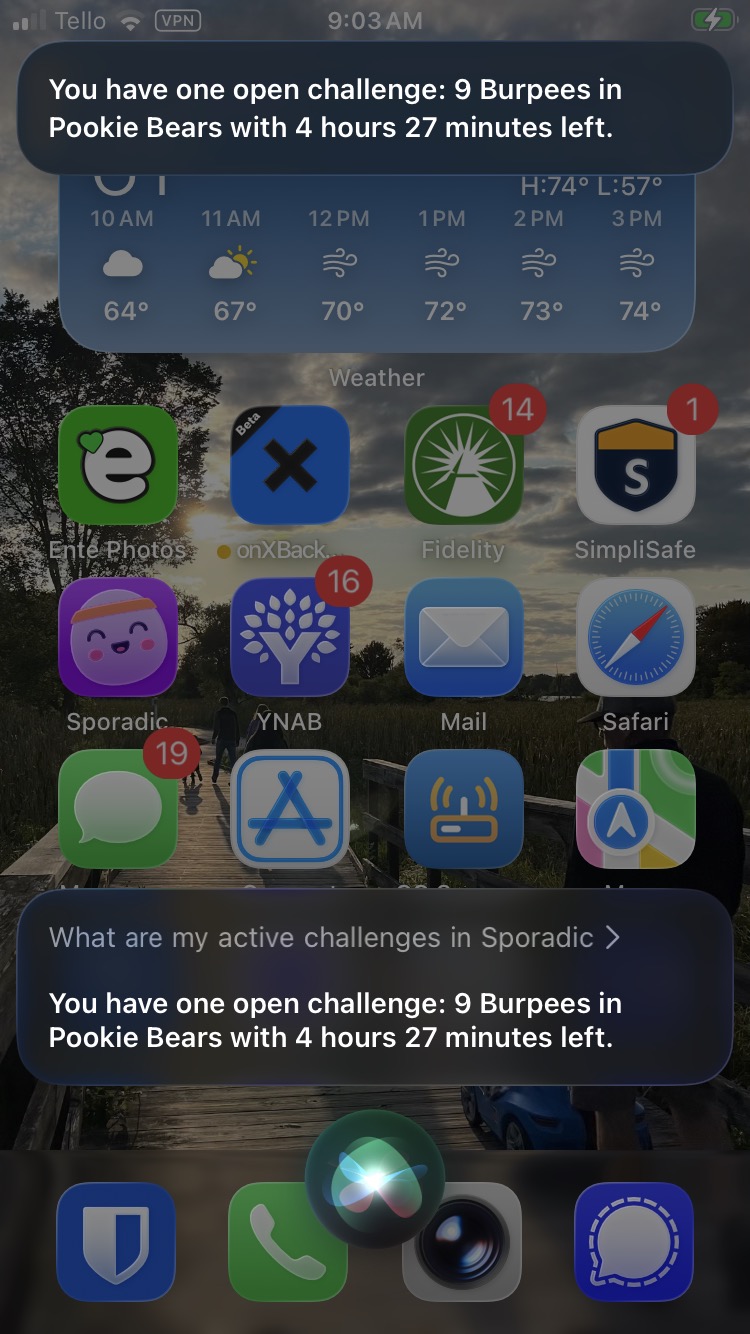 Tello VPN 9:03 AM
You have one open challenge: 9 Burpees in
Pookie Bears with 4 hours 27 minutes left.
H:74° L:57°
10 AM 11 AM 12 PM 1 PM 2 PM 3 PM
64° 67° 70° 72° 73° 74°
Weather
Beta
14
1
Ente Photos onXBack... Fidelity SimpliSafe
16
Sporadic YNAB Mail Safari
19
What are my active challenges in Sporadic
You have one open challenge: 9 Burpees in
Pookie Bears with 4 hours 27 minutes left.